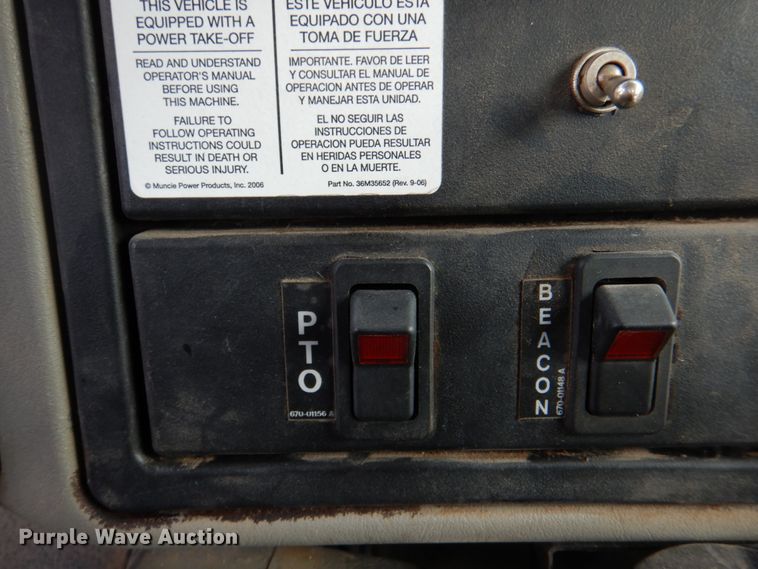 THIS VEHICLE IS
EQUIPPED WITH A
POWER TAKE-OFF
READ AND UNDERSTAND
OPERATOR'S MANUAL
BEFORE USING
THIS MACHINE.
FAILURE TO
FOLLOW OPERATING
INSTRUCTIONS COULD
RESULT IN DEATH OR
SERIOUS INJURY.
© Muncie Power Products, Inc. 2006
ESTE VEHICULO ESTA
EQUIPADO CON UNA
TOMA DE FUERZA
IMPORTANTE. FAVOR DE LEER
Y CONSULTAR EL MANUAL DE
OPERACION ANTES DE OPERAR
Y MANEJAR ESTA UNIDAD.
EL NO SEGUIR LAS
INSTRUCCIONES DE
OPERACION PUEDA RESULTAR
EN HERIDAS PERSONALES
O EN LA MUERTE.
Part No. 36M35652 (Rev. 9-06)
PTO
670-01156 A
BEACON
670-01148 A
Purple Wave Auction